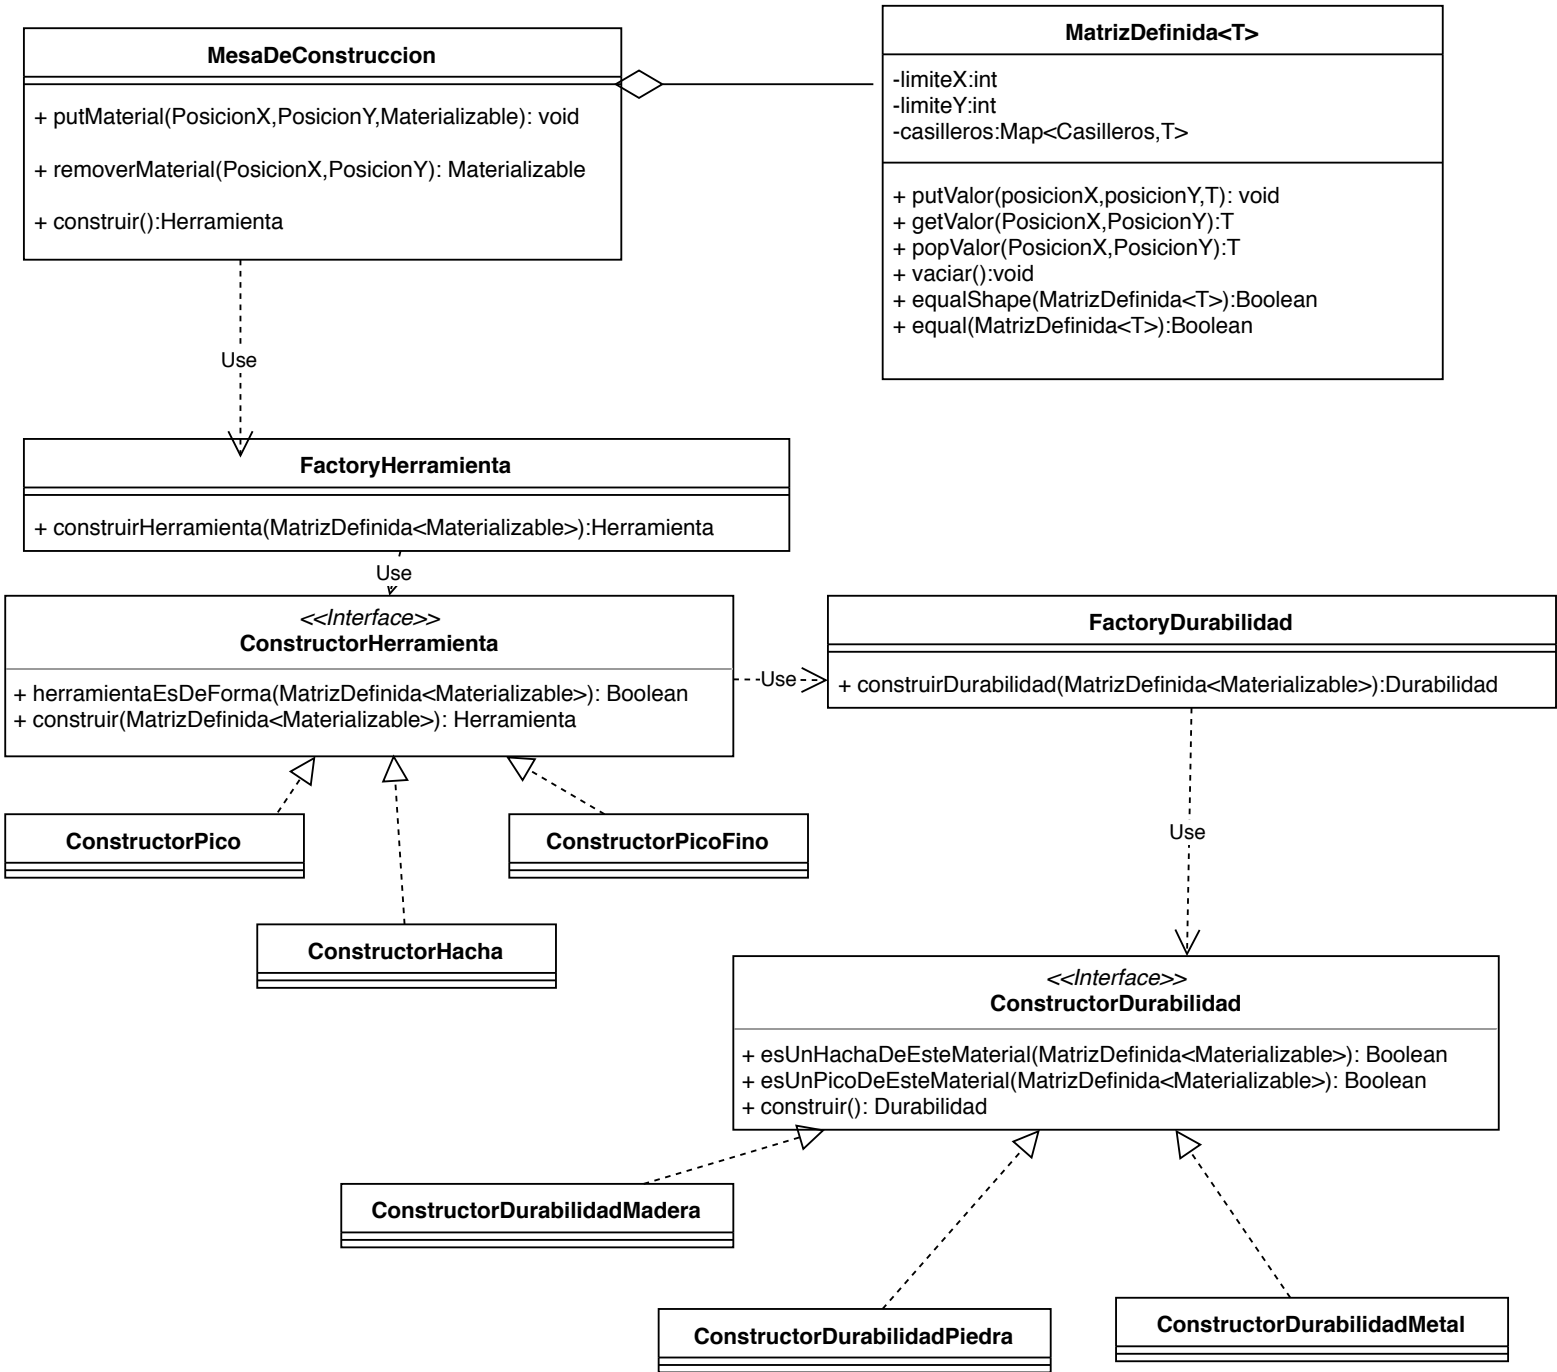 MesaDeConstruccion
+ putMaterial(PosicionX,PosicionY,Materializable): void
+ removerMaterial(PosicionX,PosicionY): Materializable
+ construir():Herramienta
MatrizDefinida<T>
-limiteX:int
-limiteY:int
-casilleros:Map<Casilleros,T>
+ putValor(posicionX,posicionY,T): void
+ getValor(PosicionX,PosicionY):T
+ popValor(PosicionX,PosicionY):T
+ vaciar():void
+ equalShape(MatrizDefinida<T>):Boolean
+ equal(MatrizDefinida<T>):Boolean
Use
FactoryHerramienta
+ construirHerramienta(MatrizDefinida<Materializable>):Herramienta
Use
<<Interface>>
ConstructorHerramienta
+ herramientaEsDeForma(MatrizDefinida<Materializable>): Boolean
+ construir(MatrizDefinida<Materializable>): Herramienta
Use
FactoryDurabilidad
+ construirDurabilidad(MatrizDefinida<Materializable>):Durabilidad
ConstructorPico
ConstructorPicoFino
Use
ConstructorHacha
<<Interface>>
ConstructorDurabilidad
+ esUnHachaDeEsteMaterial(MatrizDefinida<Materializable>): Boolean
+ esUnPicoDeEsteMaterial(MatrizDefinida<Materializable>): Boolean
+ construir(): Durabilidad
ConstructorDurabilidadMadera
ConstructorDurabilidadPiedra
ConstructorDurabilidadMetal